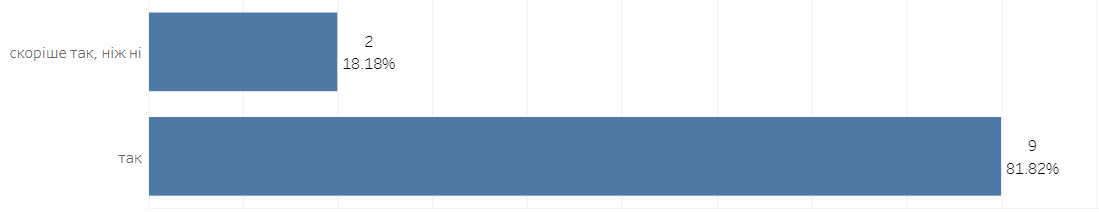 скоріше так, ніж ні
2
18.18%
так
9
81.82%